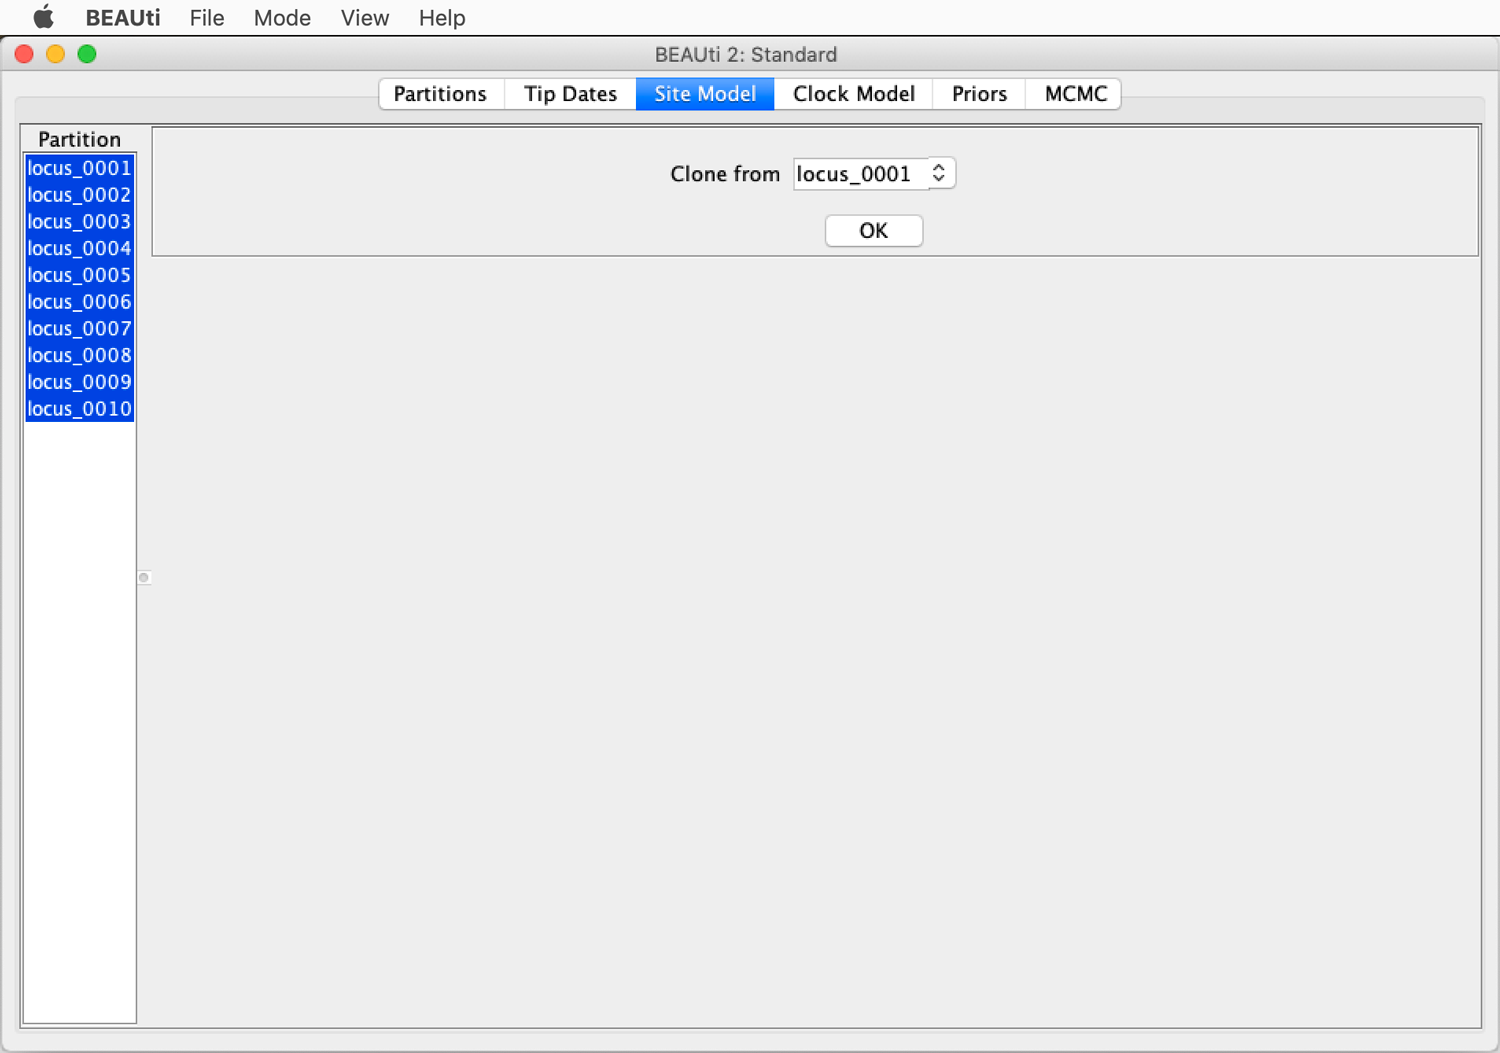 BEAUti File Mode View Help
BEAUti 2: Standard
Partitions Tip Dates Site Model Clock Model Priors MCMC
Partition
locus_0001
locus_0002
locus_0003
locus_0004
locus_0005
locus_0006
locus_0007
locus_0008
locus_0009
locus_0010
Clone from locus_0001
OK